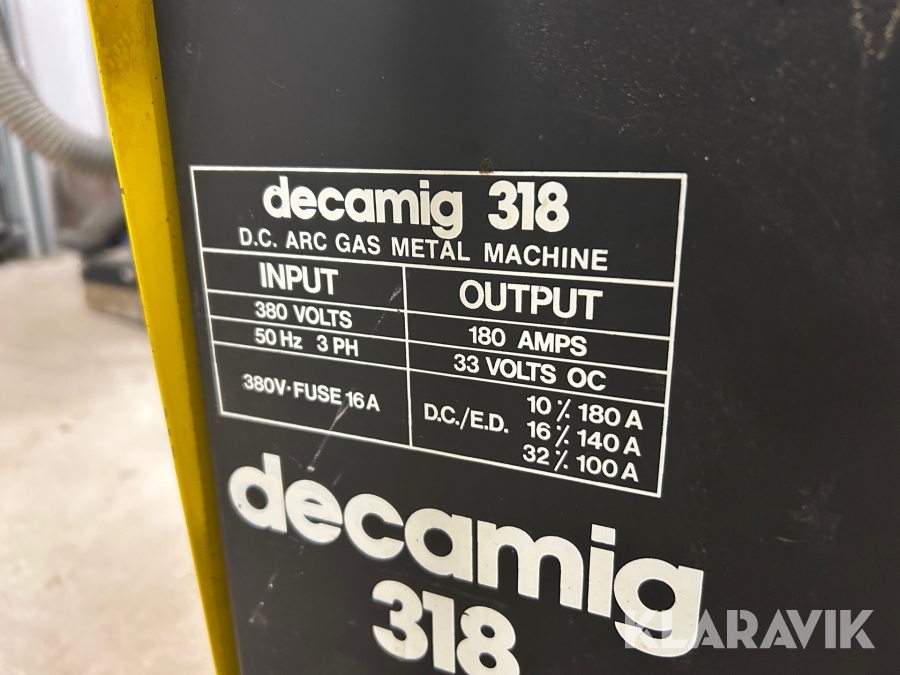 decamig 318
D.C. ARC GAS METAL MACHINE
INPUT
380 VOLTS
50 Hz 3 PH
380V·FUSE 16 A
OUTPUT
180 AMPS
33 VOLTS OC
D.C./E.D.
10 % 180 A
16 % 140 A
32 % 100 A
decamig
318
KLARAVIK